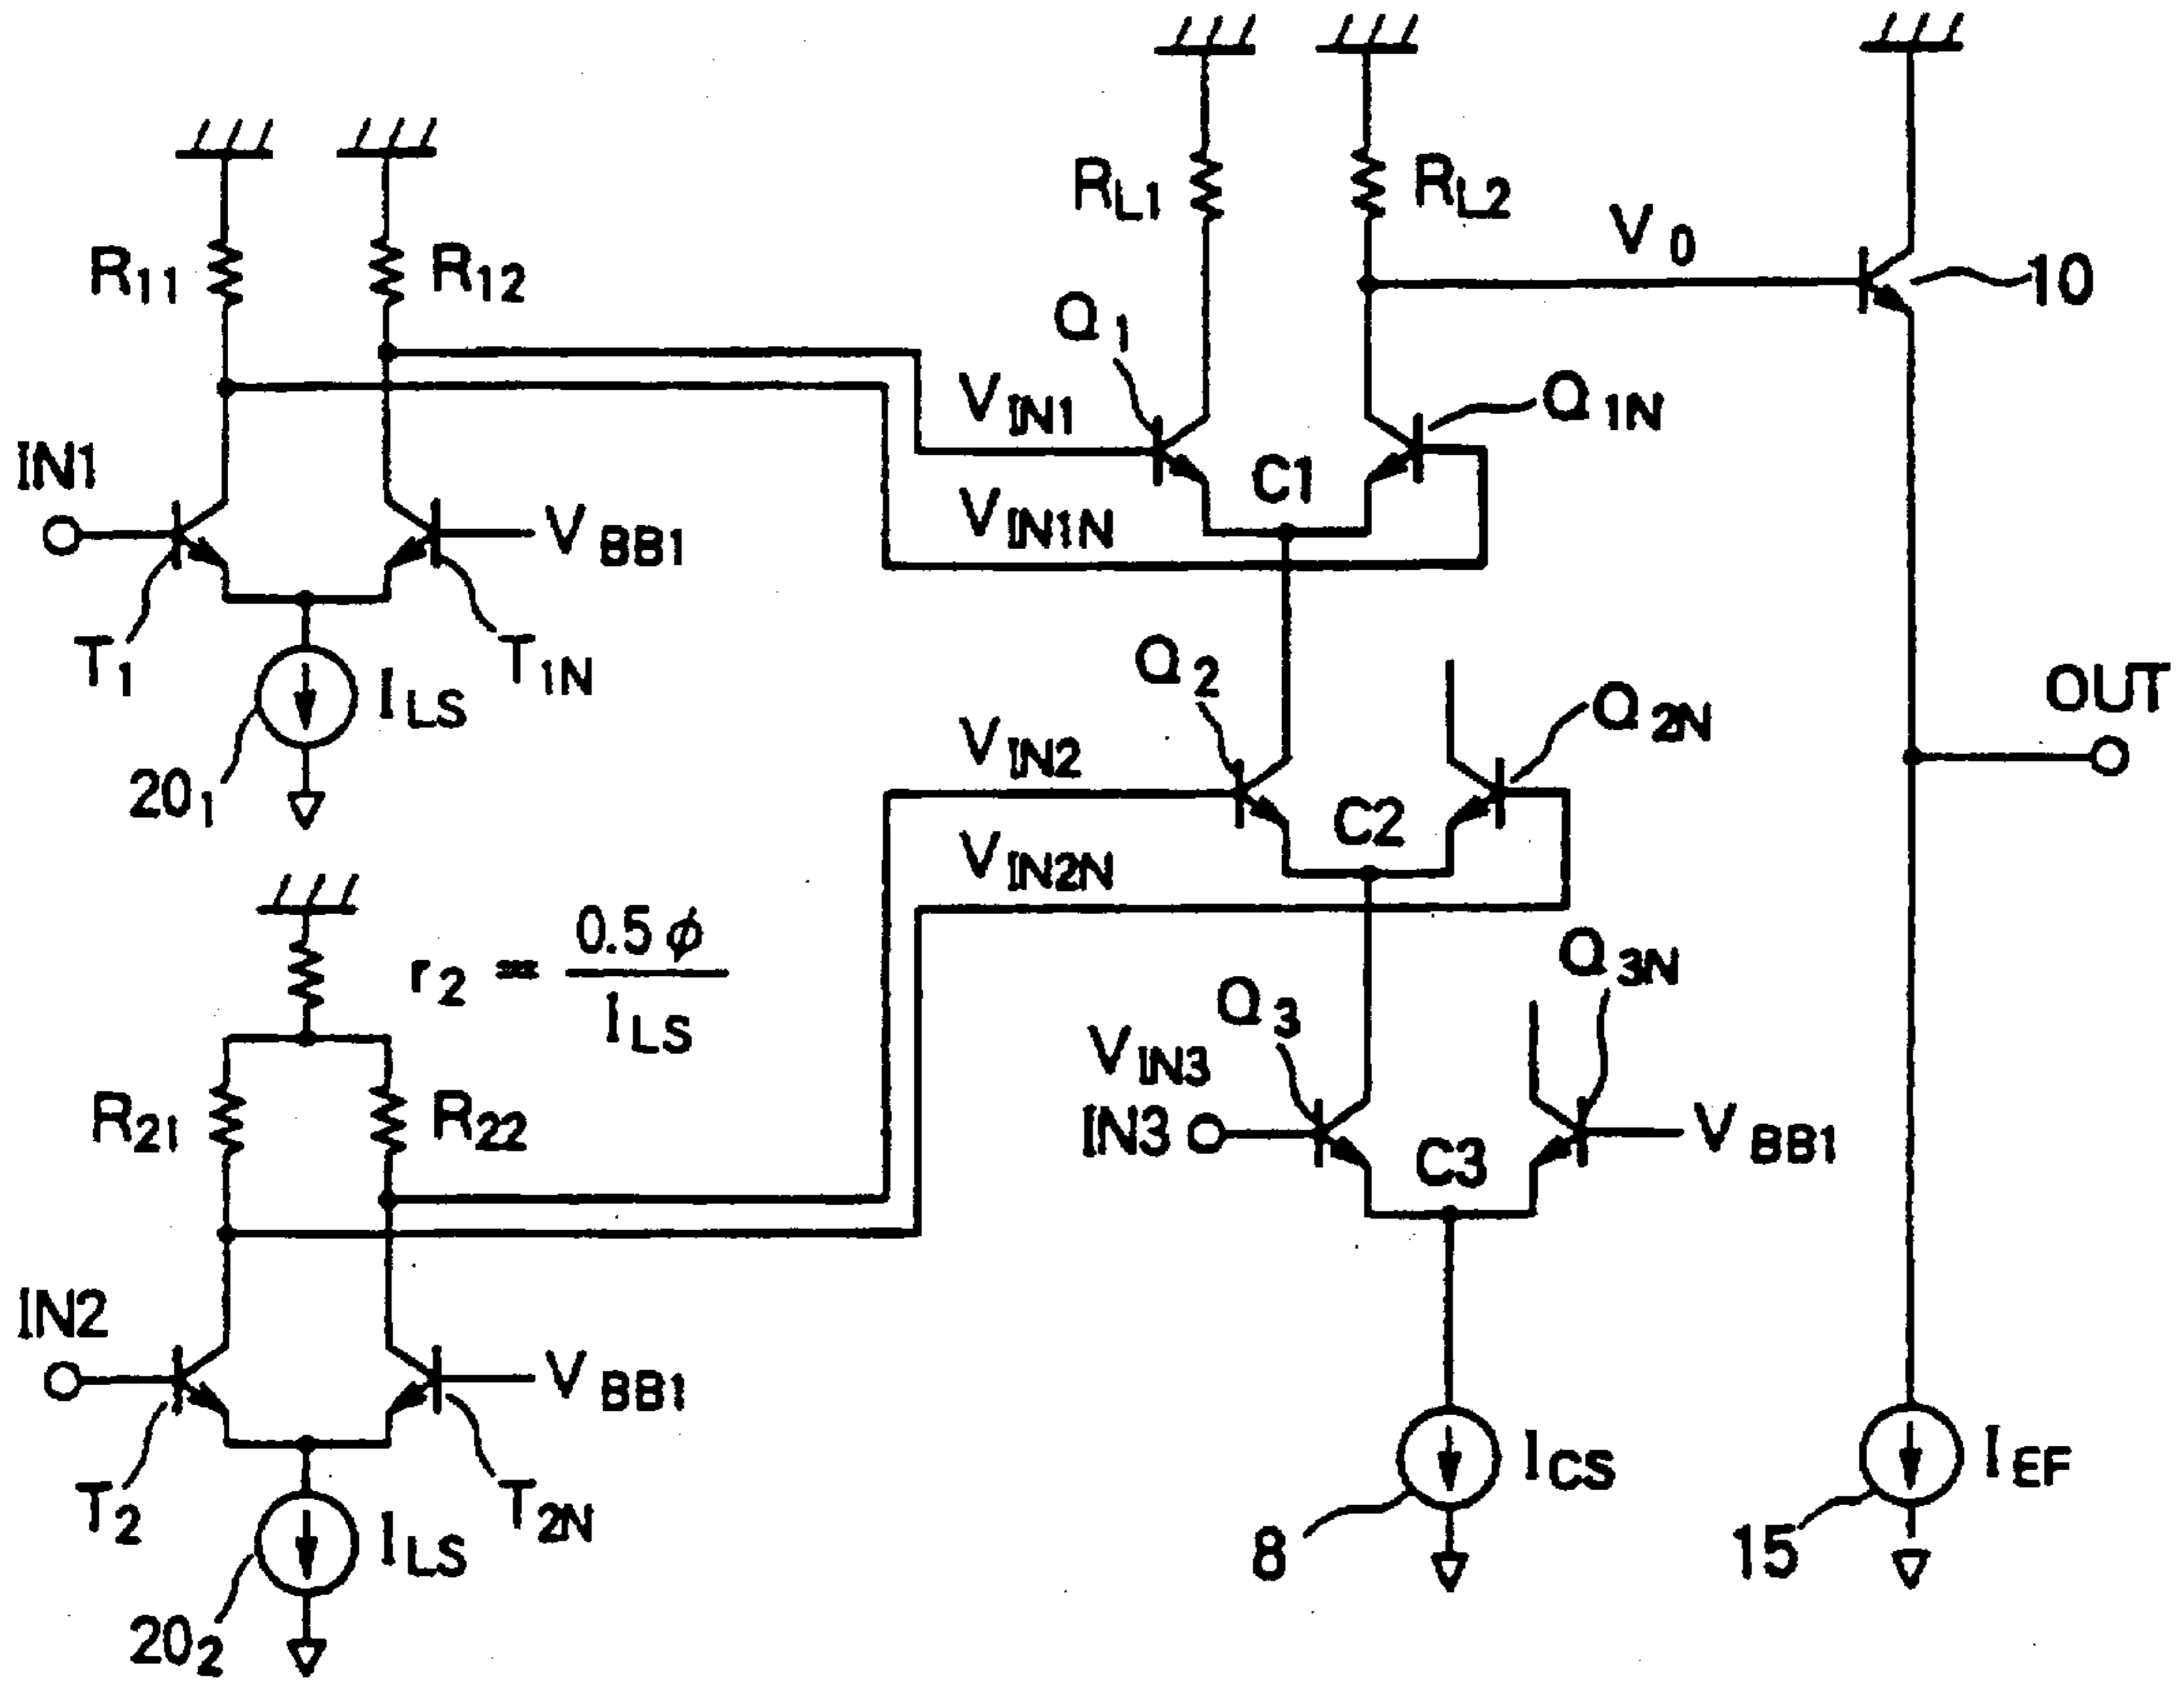 R11
R12
IN1
VBB1
T1
T1N
ILS
201
r2 = 0.5φ / ILS
R21
R22
IN2
VBB1
T2
T2N
ILS
202
RL1
RL2
V0
10
Q1
Q1N
VIN1
C1
VIN1N
Q2
Q2N
VIN2
C2
VIN2N
OUT
Q3
Q3N
VIN3
IN3
C3
VBB1
ICS
8
IEF
15